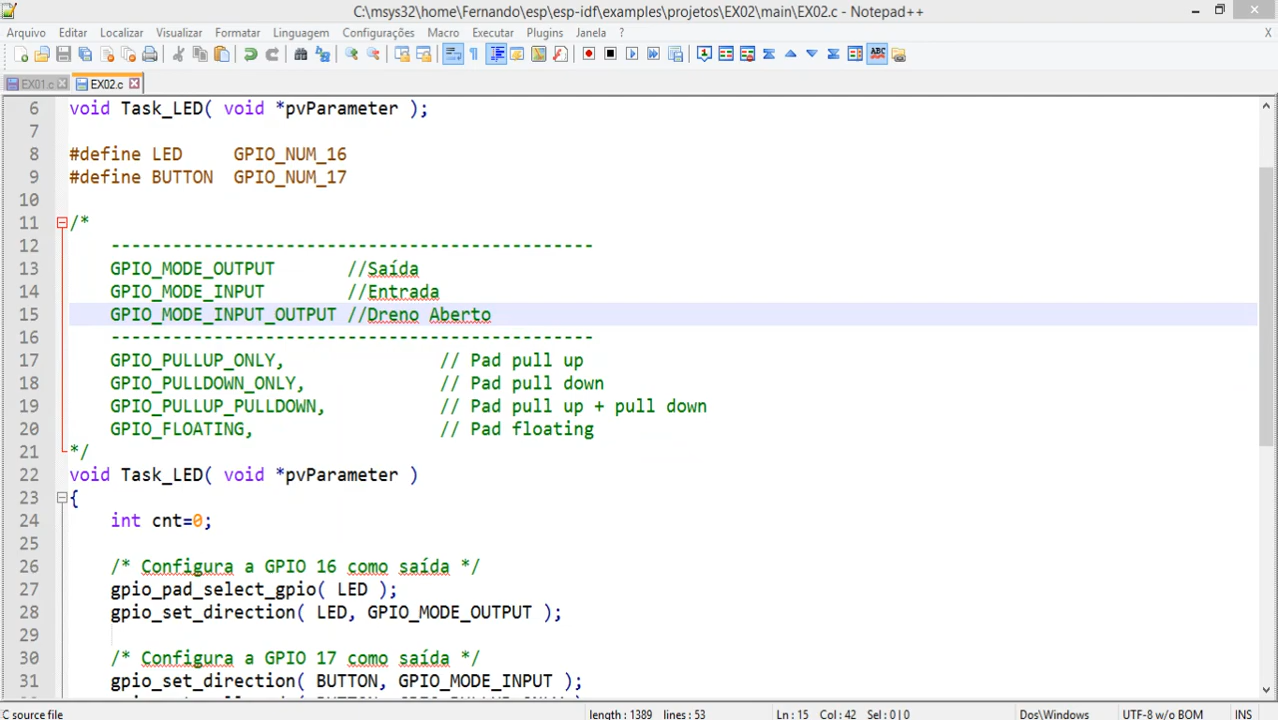 C:\msys32\home\Fernando\esp\esp-idf\examples\projetos\EX02\main\EX02.c - Notepad++
Arquivo Editar Localizar Visualizar Formatar Linguagem Configurações Macro Executar Plugins Janela ? X
EX01.c EX02.c
6 void Task_LED( void *pvParameter );
7
8 #define LED GPIO_NUM_16
9 #define BUTTON GPIO_NUM_17
10
11 /*
12 -----------------------------------------------
13 GPIO_MODE_OUTPUT //Saída
14 GPIO_MODE_INPUT //Entrada
15 GPIO_MODE_INPUT_OUTPUT //Dreno Aberto
16 -----------------------------------------------
17 GPIO_PULLUP_ONLY, // Pad pull up
18 GPIO_PULLDOWN_ONLY, // Pad pull down
19 GPIO_PULLUP_PULLDOWN, // Pad pull up + pull down
20 GPIO_FLOATING, // Pad floating
21 */
22 void Task_LED( void *pvParameter )
23 {
24 int cnt=0;
25
26 /* Configura a GPIO 16 como saída */
27 gpio_pad_select_gpio( LED );
28 gpio_set_direction( LED, GPIO_MODE_OUTPUT );
29
30 /* Configura a GPIO 17 como saída */
31 gpio_set_direction( BUTTON, GPIO_MODE_INPUT );
C source file length : 1389 lines : 53 Ln : 15 Col : 42 Sel : 0 | 0 Dos\Windows UTF-8 w/o BOM INS